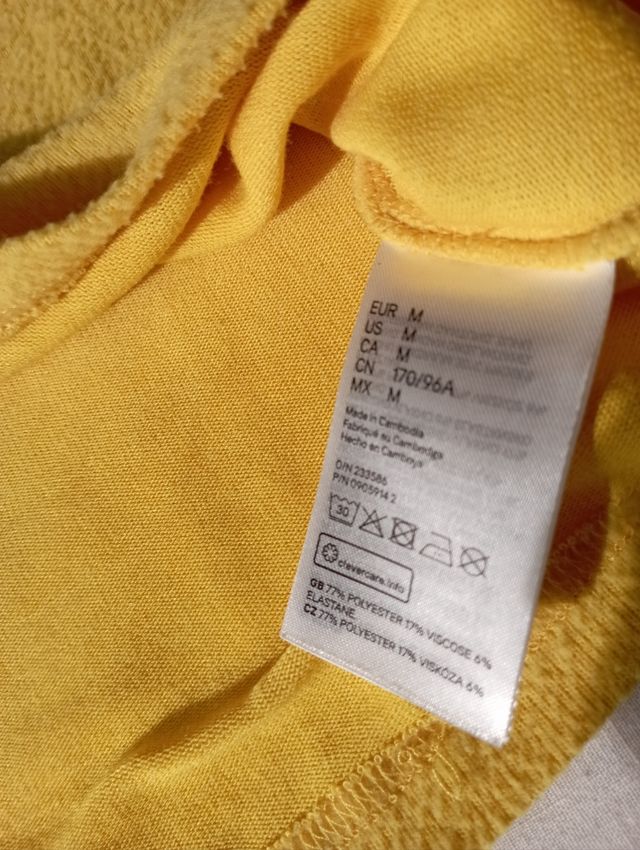 EUR M
US M
CA M
CN 170/96A
MX M
Made in Cambodia
Fabriqué au Cambodge
Hecho en Camboya
O/N 233586
P/N 0905914 2
30
clevercare.info
GB 77% POLYESTER 17% VISCOSE 6%
ELASTANE.
CZ 77% POLYESTER 17% VISKÓZA 6%